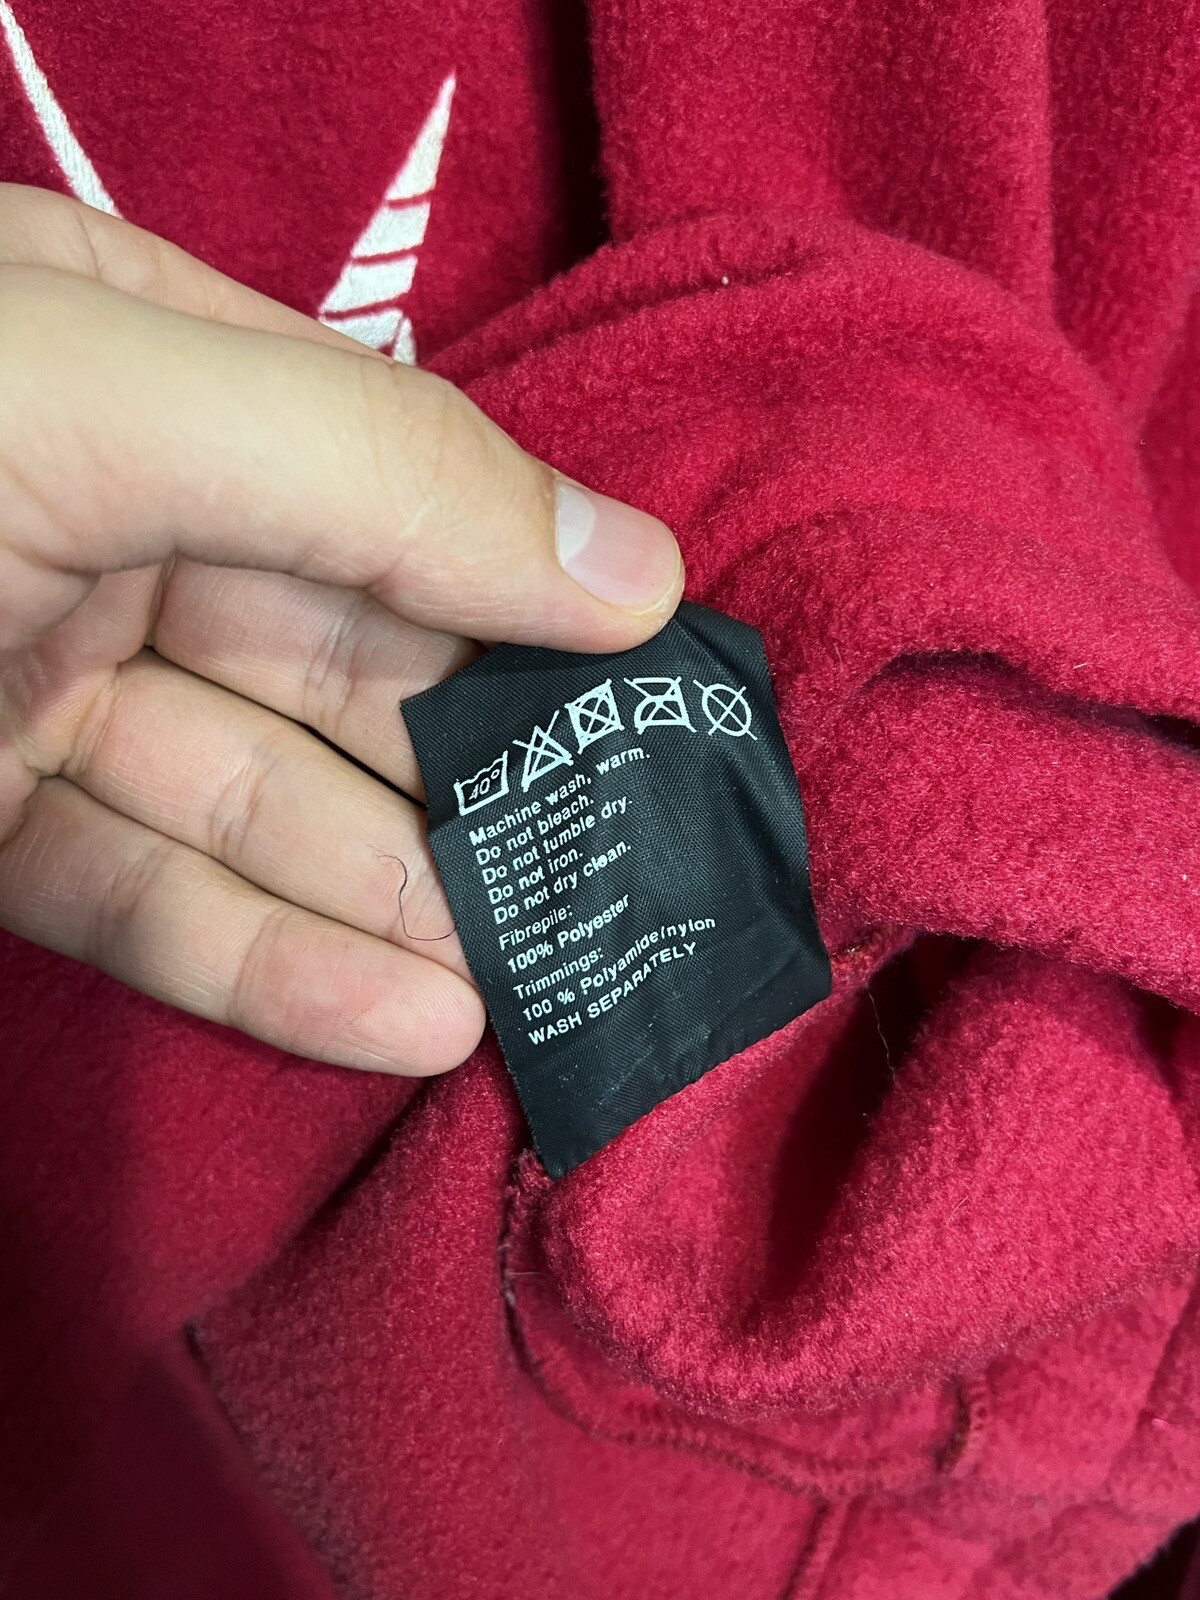 40°
Machine wash, warm.
Do not bleach.
Do not tumble dry.
Do not iron.
Do not dry clean.
Fibrepile:
100% Polyester
Trimmings:
100 % Polyamide/nylon
WASH SEPARATELY